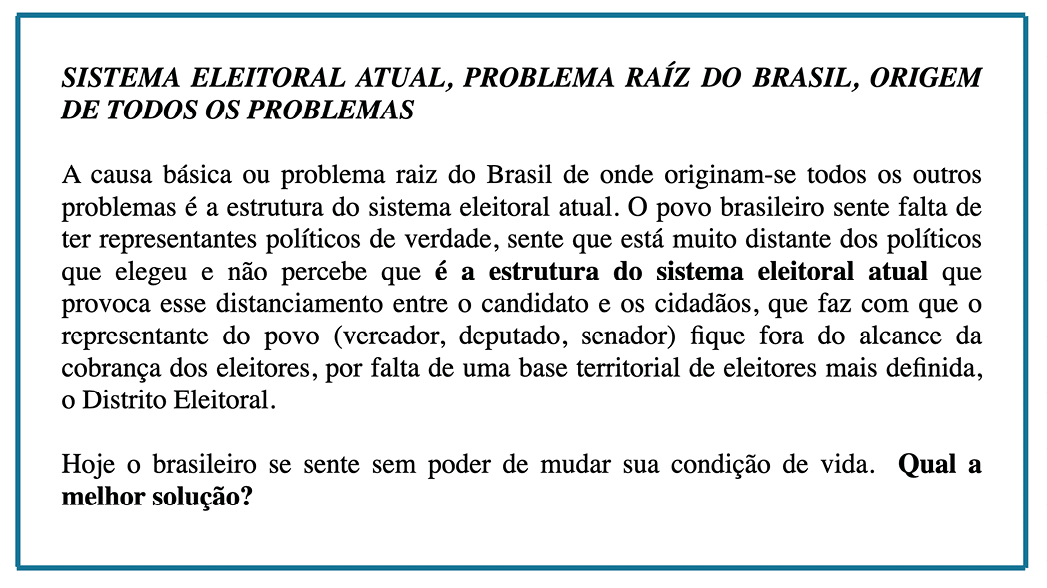 SISTEMA ELEITORAL ATUAL, PROBLEMA RAÍZ DO BRASIL, ORIGEM
DE TODOS OS PROBLEMAS
A causa básica ou problema raiz do Brasil de onde originam-se todos os outros
problemas é a estrutura do sistema eleitoral atual. O povo brasileiro sente falta de
ter representantes políticos de verdade, sente que está muito distante dos políticos
que elegeu e não percebe que é a estrutura do sistema eleitoral atual que
provoca esse distanciamento entre o candidato e os cidadãos, que faz com que o
representante do povo (vereador, deputado, senador) fique fora do alcance da
cobrança dos eleitores, por falta de uma base territorial de eleitores mais definida,
o Distrito Eleitoral.
Hoje o brasileiro se sente sem poder de mudar sua condição de vida. Qual a
melhor solução?